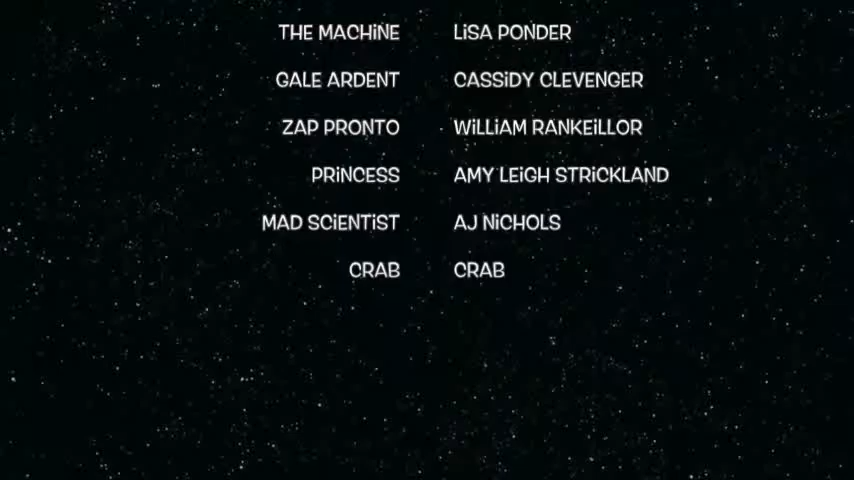 THE MACHiNE LiSA PONDER
GALE ARDENT CASSiDY CLEVENGER
ZAP PRONTO WiLLiAM RANKEiLLOR
PRiNCESS AMY LEiGH STRiCKLAND
MAD SCiENTiST AJ NiCHOLS
CRAB CRAB